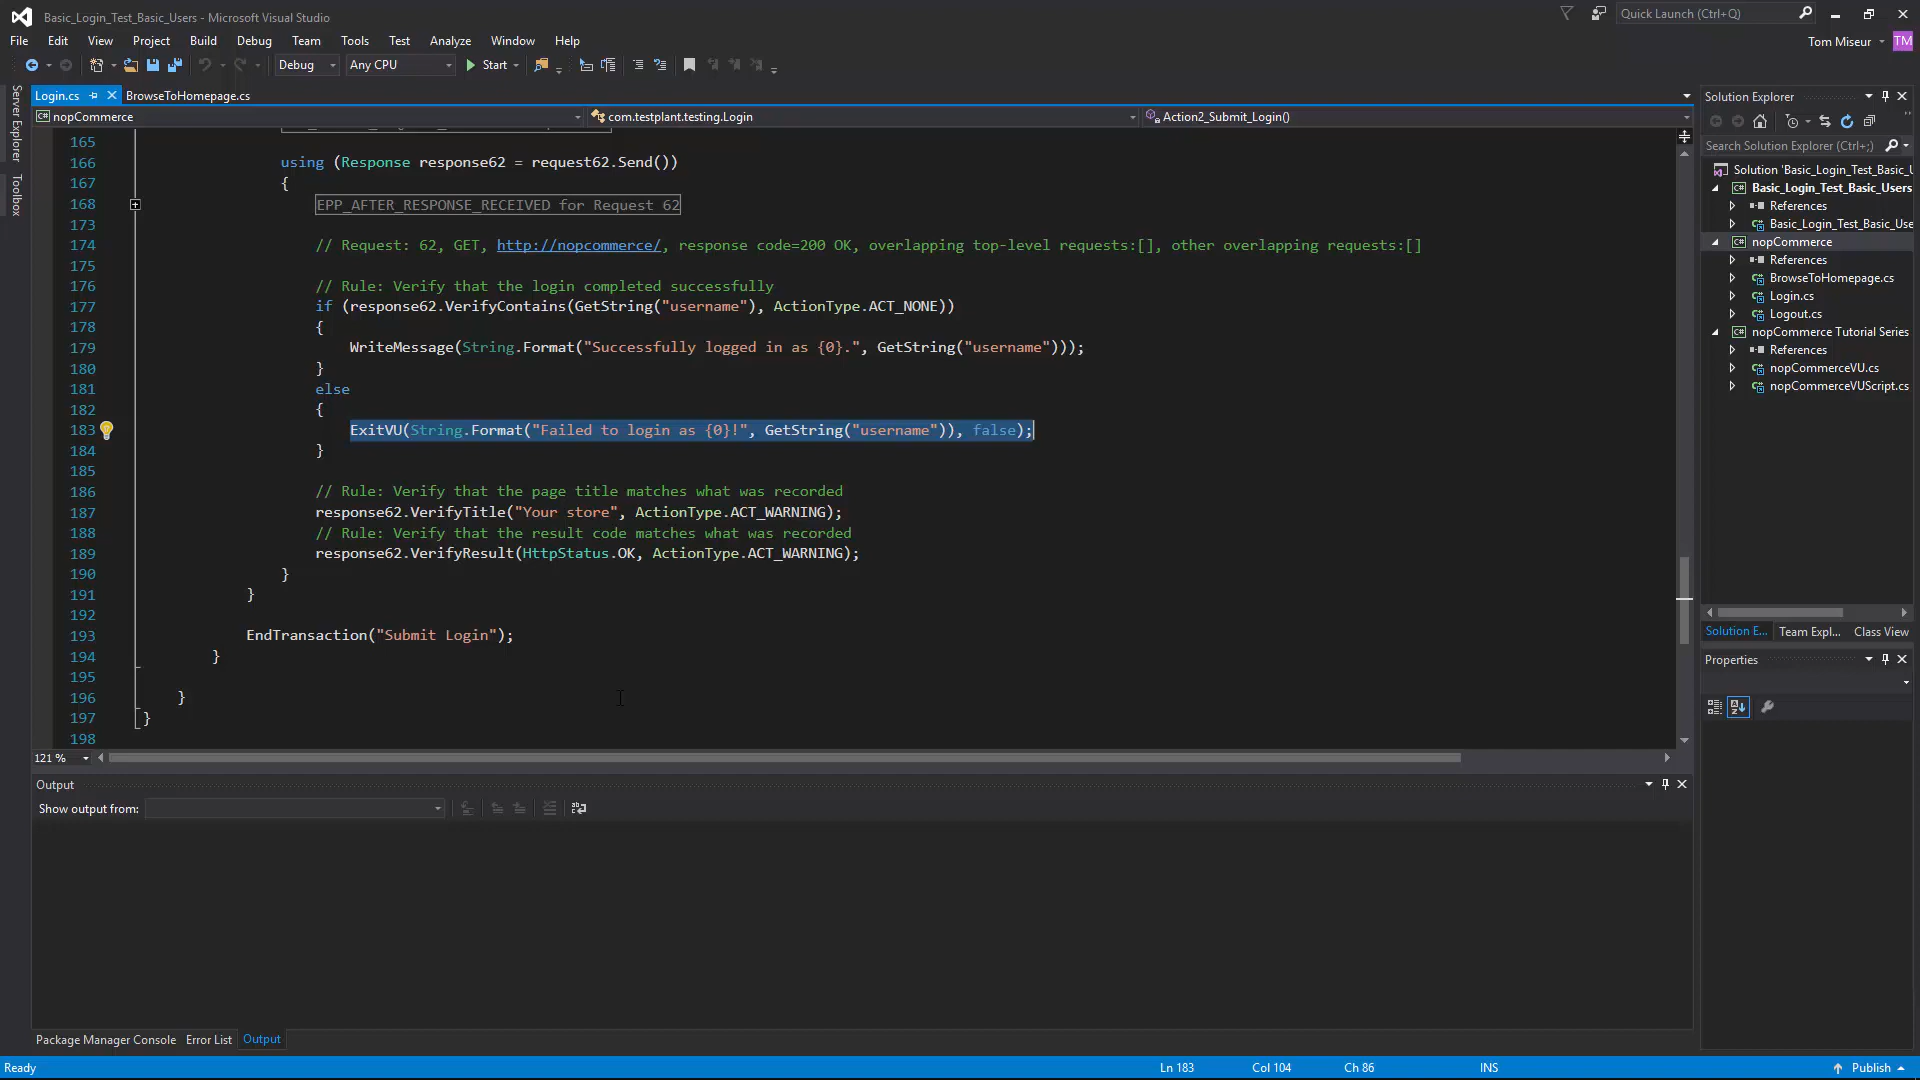 Basic_Login_Test_Basic_Users - Microsoft Visual Studio
Quick Launch (Ctrl+Q)
File Edit View Project Build Debug Team Tools Test Analyze Window Help
Tom Miseur TM
Debug Any CPU Start
Server Explorer
Toolbox
Login.cs BrowseToHomepage.cs
nopCommerce com.testplant.testing.Login Action2_Submit_Login()
165
166 using (Response response62 = request62.Send())
167 {
168 EPP_AFTER_RESPONSE_RECEIVED for Request 62
173
174 // Request: 62, GET, http://nopcommerce/, response code=200 OK, overlapping top-level requests:[], other overlapping requests:[]
175
176 // Rule: Verify that the login completed successfully
177 if (response62.VerifyContains(GetString("username"), ActionType.ACT_NONE))
178 {
179 WriteMessage(String.Format("Successfully logged in as {0}.", GetString("username")));
180 }
181 else
182 {
183 ExitVU(String.Format("Failed to login as {0}!", GetString("username")), false);
184 }
185
186 // Rule: Verify that the page title matches what was recorded
187 response62.VerifyTitle("Your store", ActionType.ACT_WARNING);
188 // Rule: Verify that the result code matches what was recorded
189 response62.VerifyResult(HttpStatus.OK, ActionType.ACT_WARNING);
190 }
191 }
192
193 EndTransaction("Submit Login");
194 }
195
196 }
197 }
198
121 %
Output
Show output from:
Package Manager Console Error List Output
Solution Explorer
Search Solution Explorer (Ctrl+;)
Solution 'Basic_Login_Test_Basic_U
Basic_Login_Test_Basic_Users
References
Basic_Login_Test_Basic_Use
nopCommerce
References
BrowseToHomepage.cs
Login.cs
Logout.cs
nopCommerce Tutorial Series
References
nopCommerceVU.cs
nopCommerceVUScript.cs
Solution E... Team Expl... Class View
Properties
Ready Ln 183 Col 104 Ch 86 INS Publish